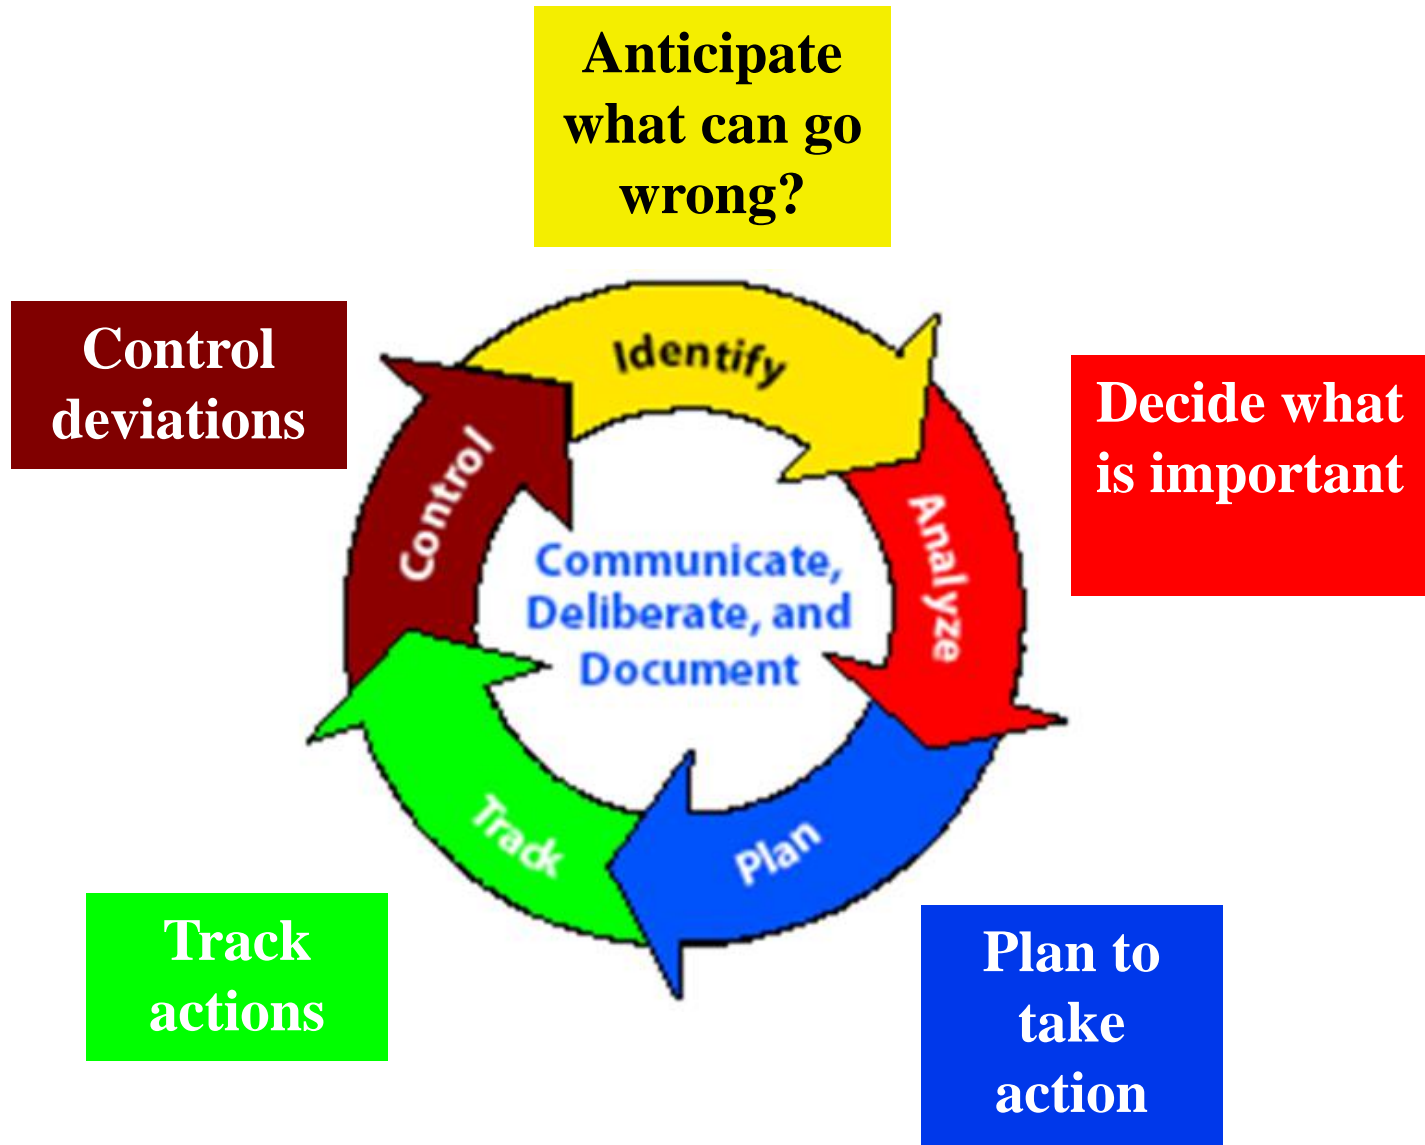 Anticipate
what can go
wrong?
Control
deviations
Identify
Decide what
is important
Control
Analyze
Communicate,
Deliberate, and
Document
Track
Plan
Track
actions
Plan to
take
action